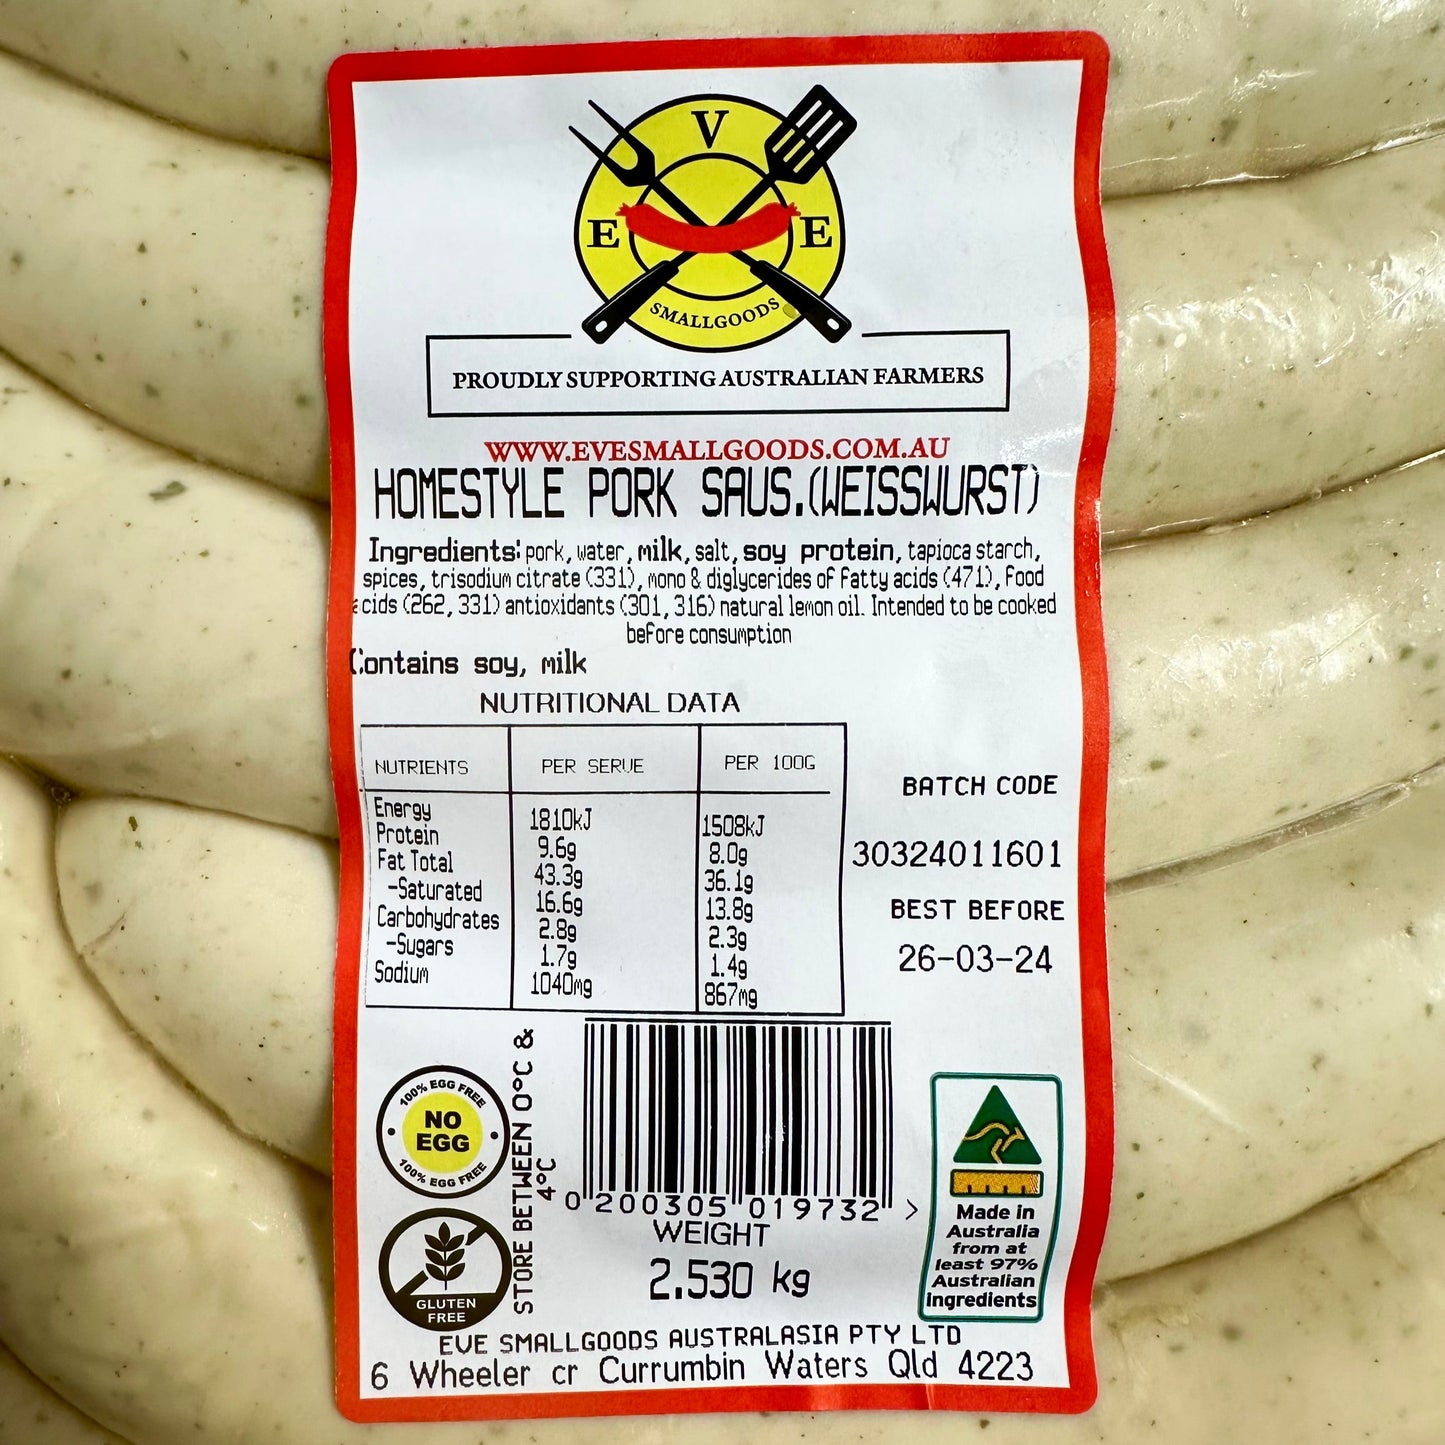 V
E E
SMALLGOODS
PROUDLY SUPPORTING AUSTRALIAN FARMERS
WWW.EVESMALLGOODS.COM.AU
HOMESTYLE PORK SAUS.(WEISSWURST)
Ingredients: pork, water, milk, salt, soy protein, tapioca starch,
spices, trisodium citrate (331), mono & diglycerides of fatty acids (471), Food
acids (262, 331) antioxidants (301, 316) natural lemon oil. Intended to be cooked
before consumption
Contains soy, milk
NUTRITIONAL DATA
NUTRIENTS PER SERVE PER 100G
Energy 1810kJ 1508kJ
Protein 9.6g 8.0g
Fat Total 43.3g 36.1g
-Saturated 16.6g 13.8g
Carbohydrates 2.8g 2.3g
-Sugars 1.7g 1.4g
Sodium 1040mg 867mg
BATCH CODE
30324011601
BEST BEFORE
26-03-24
100% EGG FREE
NO
EGG
100% EGG FREE
GLUTEN
FREE
STORE BETWEEN 0°C &
4°C
0 200305 019732 >
WEIGHT
2.530 kg
Made in
Australia
from at
least 97%
Australian
ingredients
EVE SMALLGOODS AUSTRALASIA PTY LTD
6 Wheeler cr Currumbin Waters Qld 4223